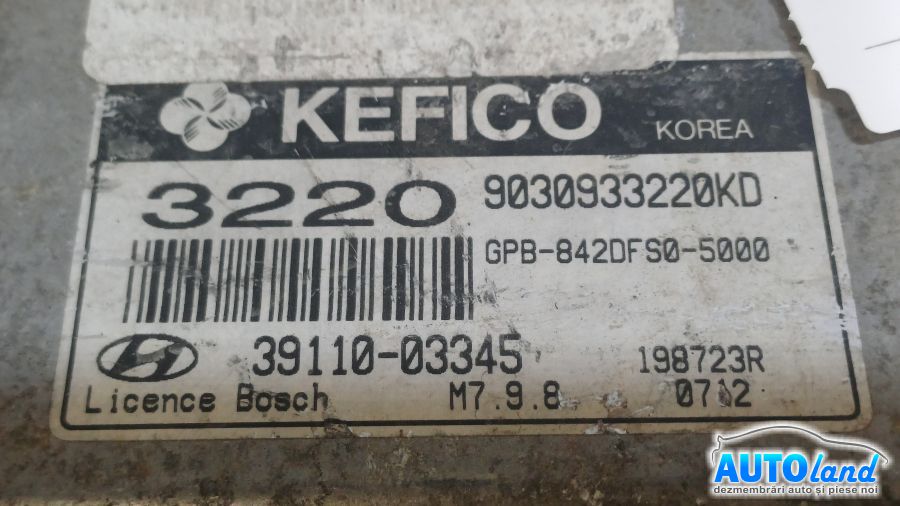 KEFICO KOREA
3220 9030933220KD
GPB-842DFS0-5000
39110-03345 198723R
Licence Bosch M7.9.8 0712
AUTOland
dezmembrări auto și piese noi